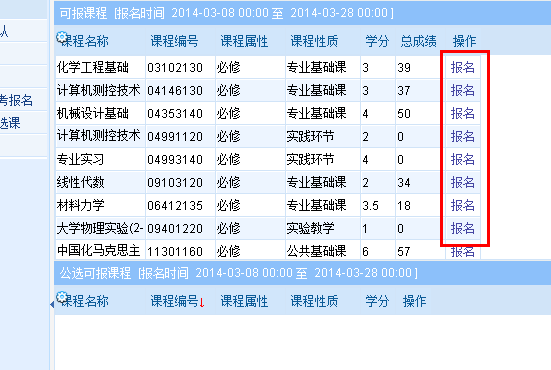 可报课程 [报名时间 2014-03-08 00:00 至 2014-03-28 00:00 ]
课程名称 课程编号 课程属性 课程性质 学分 总成绩 操作
认
化学工程基础 03102130 必修 专业基础课 3 39 报名
计算机测控技术 04146130 必修 专业基础课 3 37 报名
考报名
机械设计基础 04353140 必修 专业基础课 4 50 报名
选课
计算机测控技术 04991120 必修 实践环节 2 0 报名
专业实习 04993140 必修 实践环节 4 0 报名
线性代数 09103120 必修 专业基础课 2 34 报名
材料力学 06412135 必修 专业基础课 3.5 18 报名
大学物理实验(2- 09401220 必修 实验教学 1 0 报名
中国化马克思主 11301160 必修 公共基础课 6 57 报名
公选可报课程 [报名时间 2014-03-08 00:00 至 2014-03-28 00:00 ]
课程名称 课程编号↓ 课程属性 课程性质 学分 操作